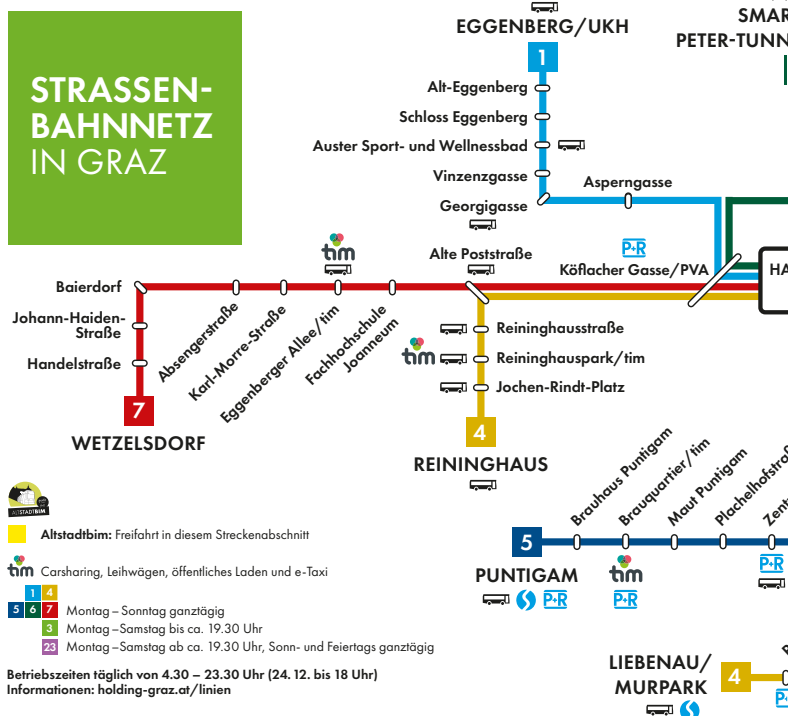 STRASSEN-
BAHNNETZ
IN GRAZ
EGGENBERG/UKH
1
Alt-Eggenberg
Schloss Eggenberg
Auster Sport- und Wellnessbad
Vinzenzgasse
Georgigasse
Asperngasse
SMAR
PETER-TUNN
P+R
Köflacher Gasse/PVA
HA
Alte Poststraße
tim
Baierdorf
Johann-Haiden-
Straße
Handelstraße
7
WETZELSDORF
Absengerstraße
Karl-Morre-Straße
Eggenberger Allee/tim
Fachhochschule
Joanneum
Reininghausstraße
tim
Reininghauspark/tim
Jochen-Rindt-Platz
4
REININGHAUS
Brauhaus Puntigam
Brauquartier/tim
Maut Puntigam
Plachelhofstraß
Zent
5
PUNTIGAM
P+R
tim
P+R
P+R
LIEBENAU/
MURPARK
4
ALTSTADTBIM
Altstadtbim: Freifahrt in diesem Streckenabschnitt
tim Carsharing, Leihwägen, öffentliches Laden und e-Taxi
1 4
5 6 7 Montag – Sonntag ganztägig
3 Montag –Samstag bis ca. 19.30 Uhr
23 Montag –Samstag ab ca. 19.30 Uhr, Sonn- und Feiertags ganztägig
Betriebszeiten täglich von 4.30 – 23.30 Uhr (24. 12. bis 18 Uhr)
Informationen: holding-graz.at/linien